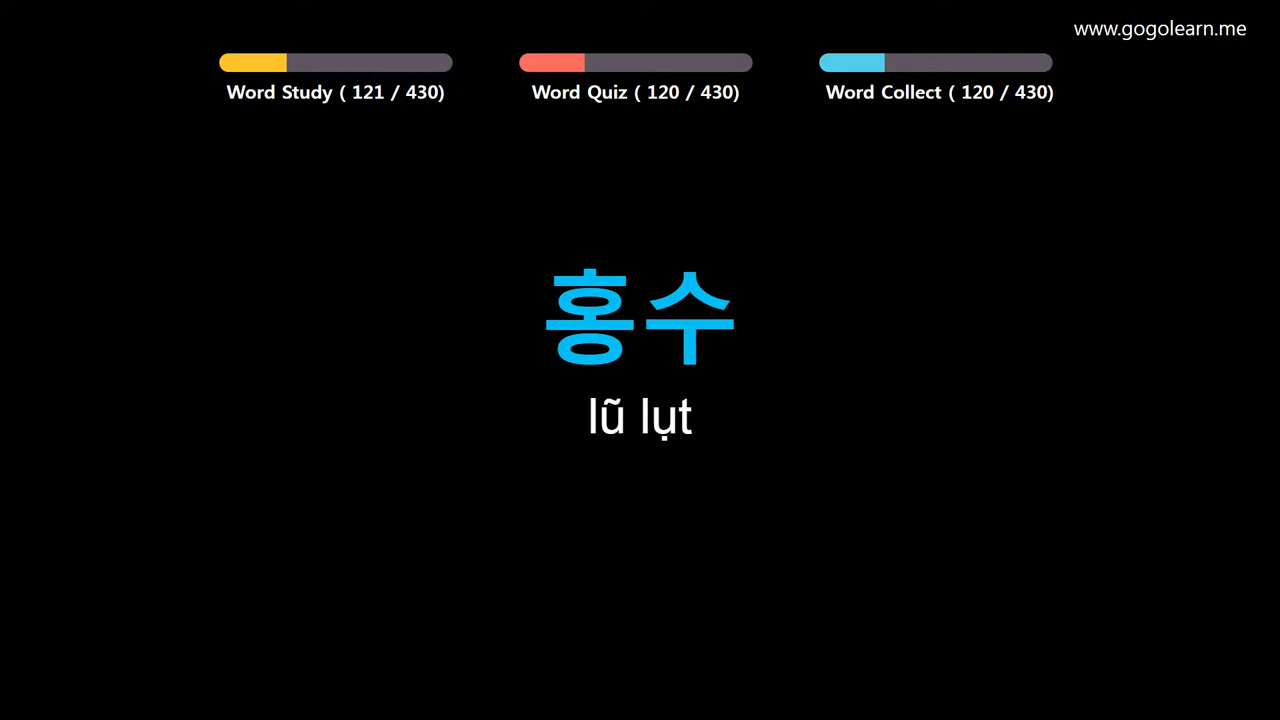 www.gogolearn.me
Word Study ( 121 / 430)
Word Quiz ( 120 / 430)
Word Collect ( 120 / 430)
홍수
lũ lụt